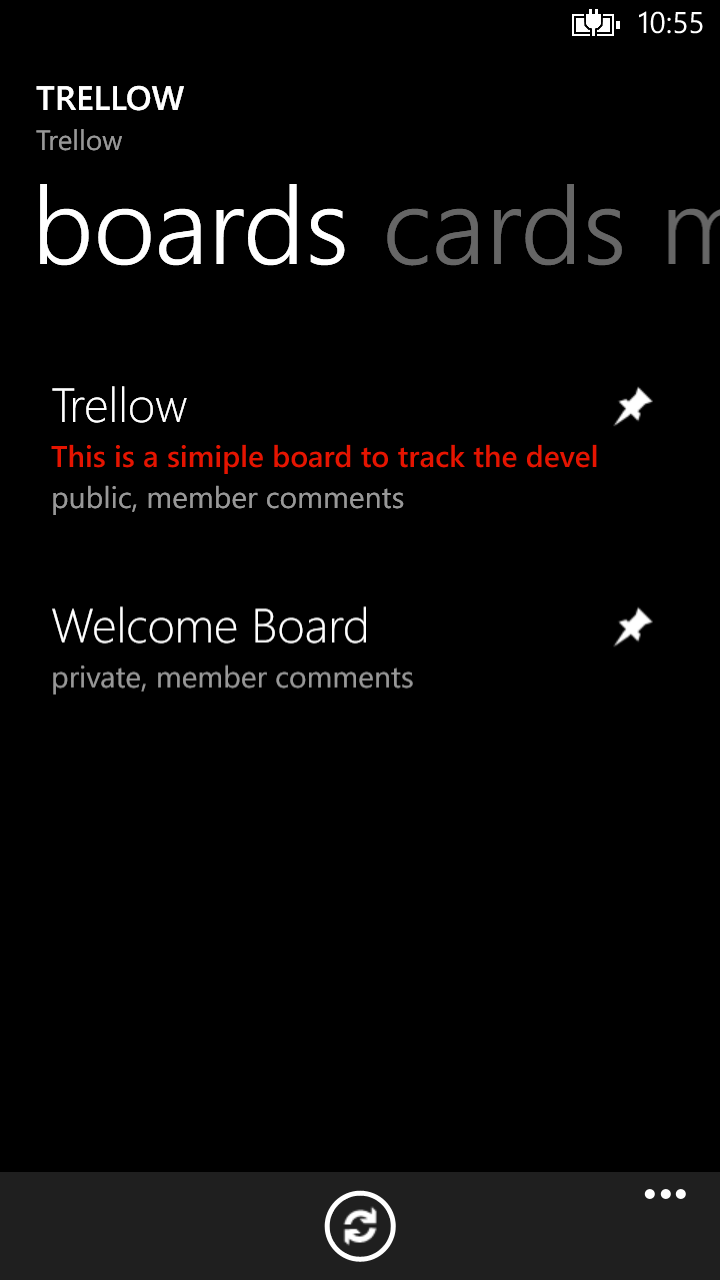 10:55
TRELLOW
Trellow
boards cards m
Trellow
This is a simiple board to track the devel
public, member comments
Welcome Board
private, member comments